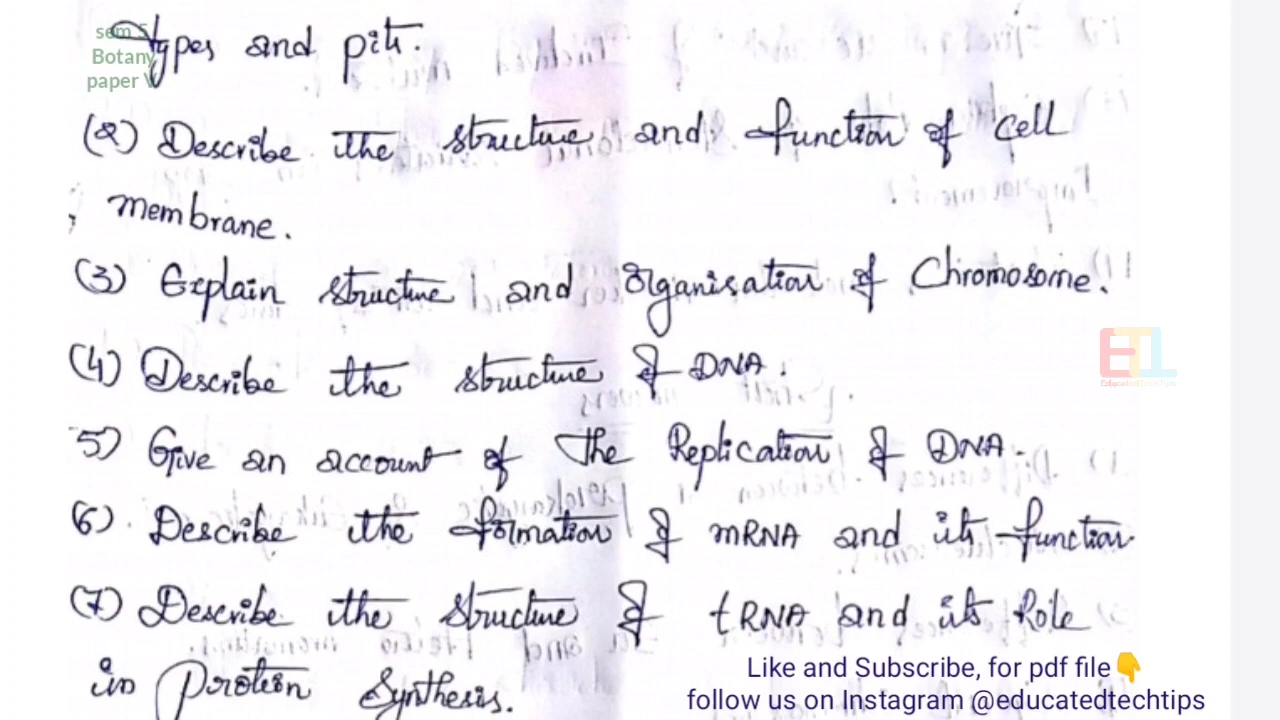 sem 5
Botany
paper V
types and pith.
(2) Describe the structure and function of cell
membrane.
(3) Explain structure and Organisation of Chromosome.
(4) Describe the structure of DNA.
5) Give an account of the Replication of DNA.
(6) Describe the formation of mRNA and its function.
(7) Describe the structure of tRNA and its Role
in Protein Synthesis.
ETL
EducatedTechTips
Like and Subscribe, for pdf file👇
follow us on Instagram @educatedtechtips